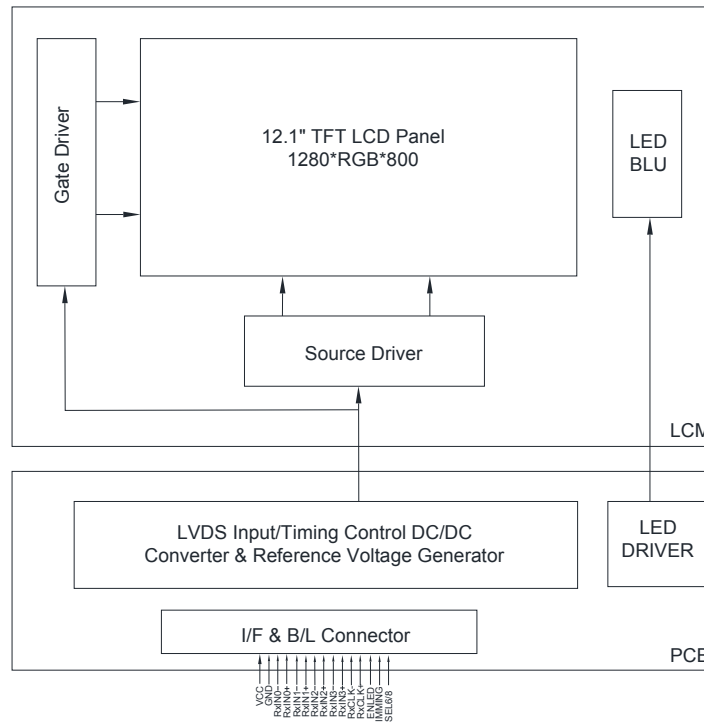 Gate Driver
12.1" TFT LCD Panel
1280*RGB*800
LED
BLU
Source Driver
LCM
LVDS Input/Timing Control DC/DC
Converter & Reference Voltage Generator
LED
DRIVER
I/F & B/L Connector
PCB
VCC
GND
RxIN0-
RxIN0+
RxIN1-
RxIN1+
RxIN2-
RxIN2+
RxIN3-
RxIN3+
RxCLK-
RxCLK+
ENLED
IMMING
SEL6/8